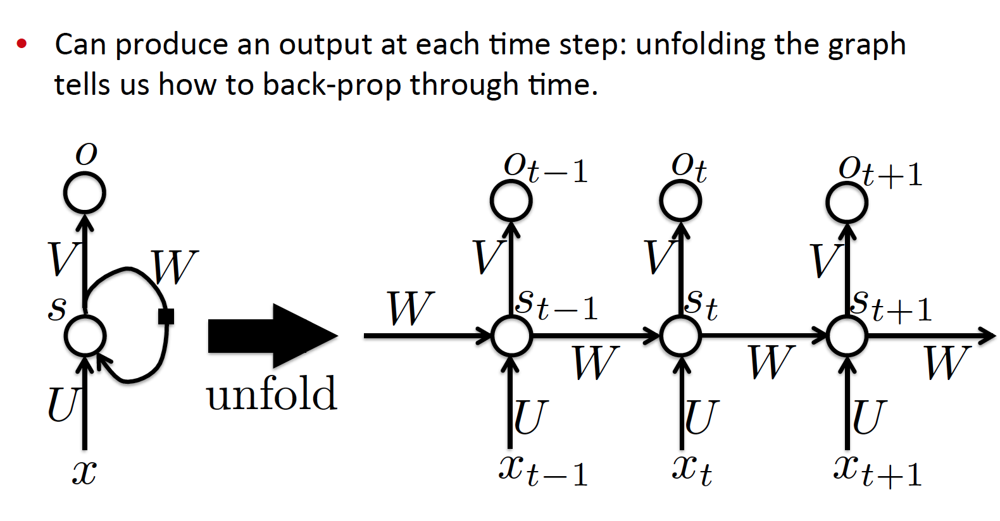 • Can produce an output at each time step: unfolding the graph
tells us how to back-prop through time.
o
V
W
s
U
x
unfold
o_{t-1}
o_t
o_{t+1}
V
V
V
W
s_{t-1}
s_t
s_{t+1}
W
W
W
U
U
U
x_{t-1}
x_t
x_{t+1}